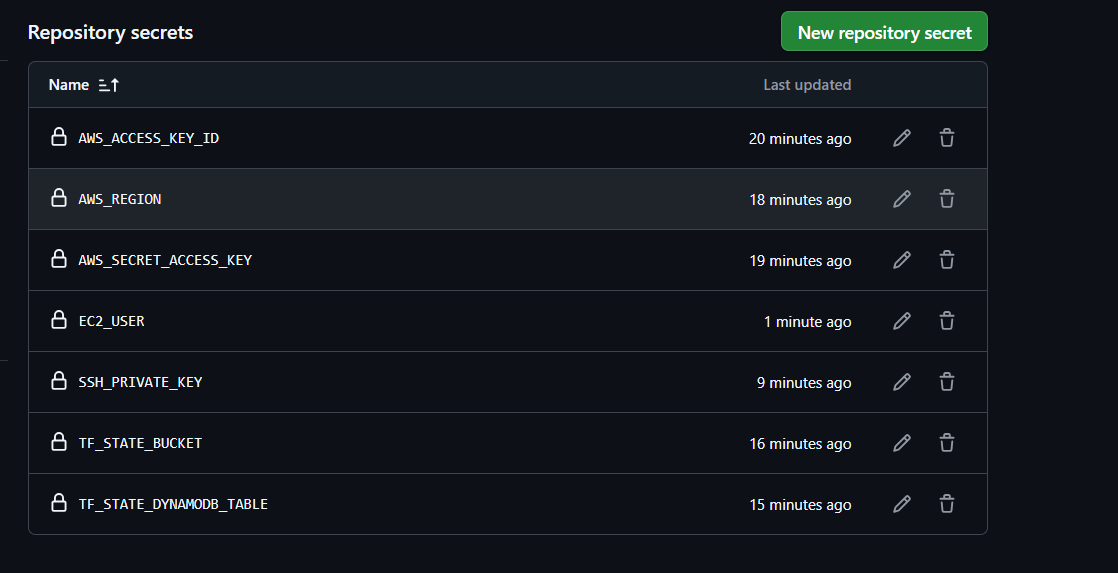 Repository secrets
New repository secret
Name
Last updated
AWS_ACCESS_KEY_ID
20 minutes ago
AWS_REGION
18 minutes ago
AWS_SECRET_ACCESS_KEY
19 minutes ago
EC2_USER
1 minute ago
SSH_PRIVATE_KEY
9 minutes ago
TF_STATE_BUCKET
16 minutes ago
TF_STATE_DYNAMODB_TABLE
15 minutes ago